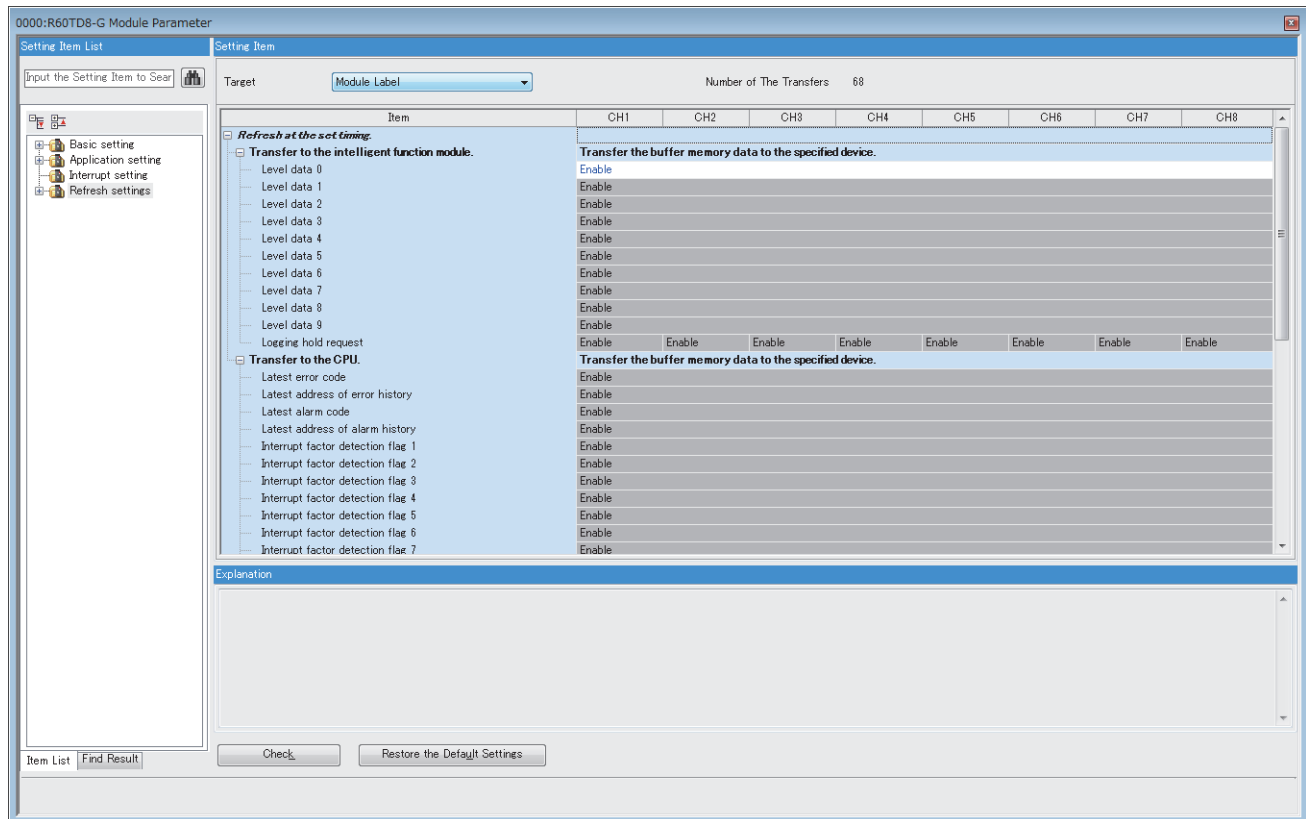 0000:R60TD8-G Module Parameter
Setting Item List
Setting Item
Input the Setting Item to Sear
Target Module Label Number of The Transfers 68
Item CH1 CH2 CH3 CH4 CH5 CH6 CH7 CH8
Basic setting
Application setting
Interrupt setting
Refresh settings
Refresh at the set timing.
Transfer to the intelligent function module. Transfer the buffer memory data to the specified device.
Level data 0 Enable
Level data 1 Enable
Level data 2 Enable
Level data 3 Enable
Level data 4 Enable
Level data 5 Enable
Level data 6 Enable
Level data 7 Enable
Level data 8 Enable
Level data 9 Enable
Logging hold request Enable Enable Enable Enable Enable Enable Enable Enable
Transfer to the CPU. Transfer the buffer memory data to the specified device.
Latest error code Enable
Latest address of error history Enable
Latest alarm code Enable
Latest address of alarm history Enable
Interrupt factor detection flag 1 Enable
Interrupt factor detection flag 2 Enable
Interrupt factor detection flag 3 Enable
Interrupt factor detection flag 4 Enable
Interrupt factor detection flag 5 Enable
Interrupt factor detection flag 6 Enable
Interrupt factor detection flag 7 Enable
Explanation
Check Restore the Default Settings
Item List Find Result